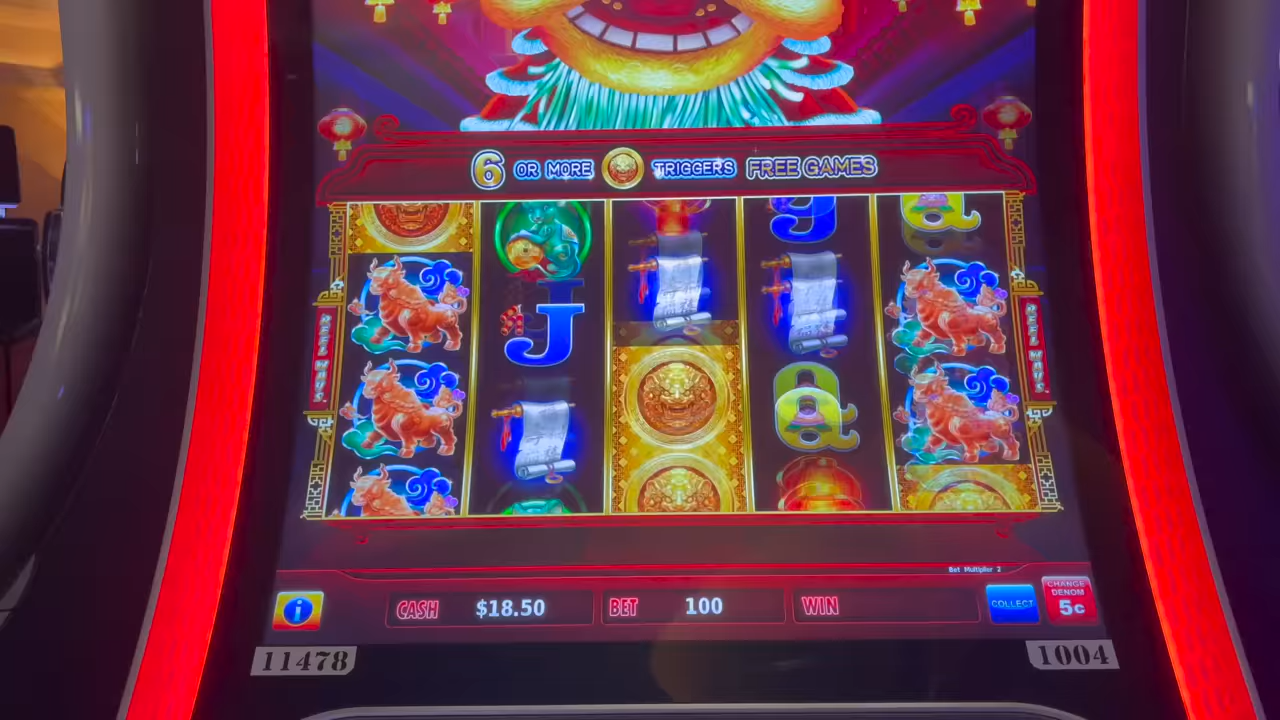 6 OR MORE TRIGGERS FREE GAMES
9
Q
J
REEL WAYS
REEL WAYS
Q
Bet Multiplier 2
i
CASH $18.50
BET 100
WIN
COLLECT
CHANGE
DENOM
5c
11478
1004